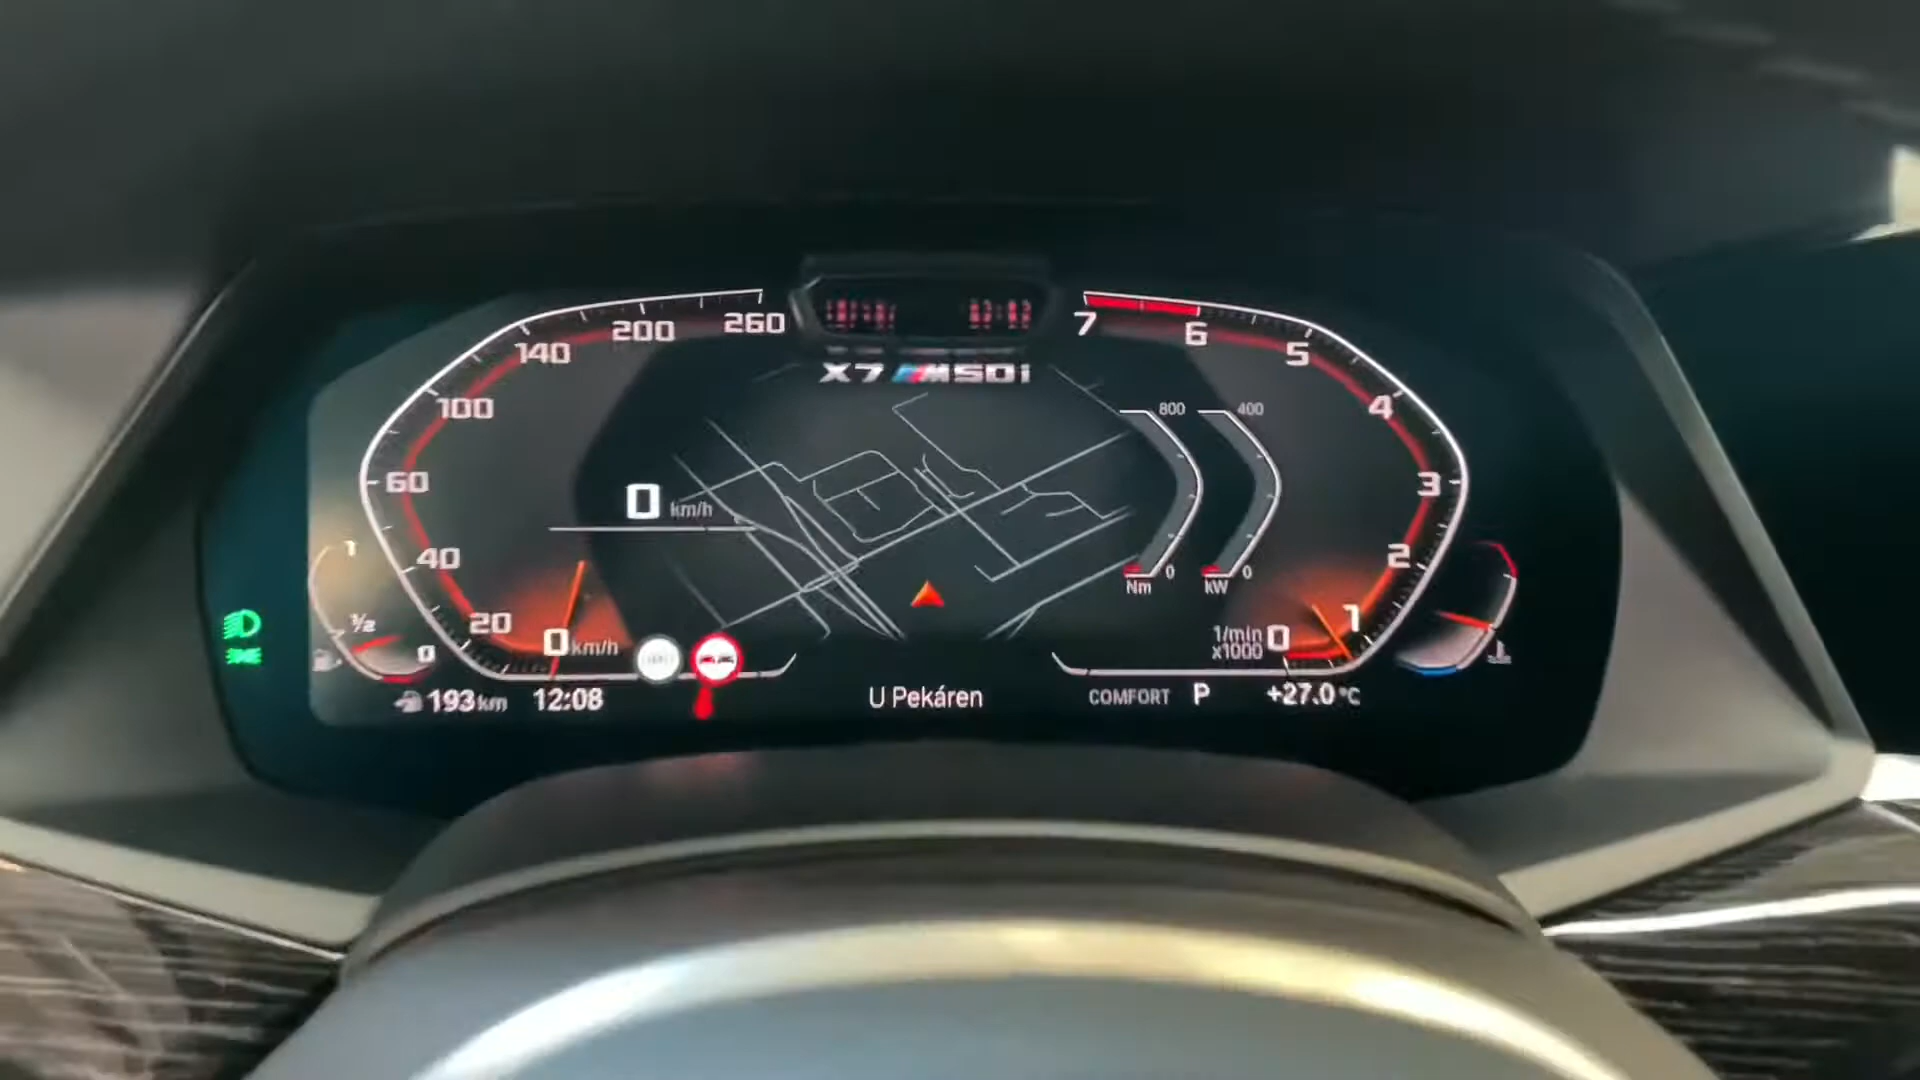 260
200
140
100
60
40
20
7
6
5
4
3
2
1
0
X7 M50i
800
400
0 km/h
Nm 0
kW 0
1
1/2
0
0 km/h
1/min
x1000
193 km
12:08
U Pekáren
COMFORT
P
+27.0 °C